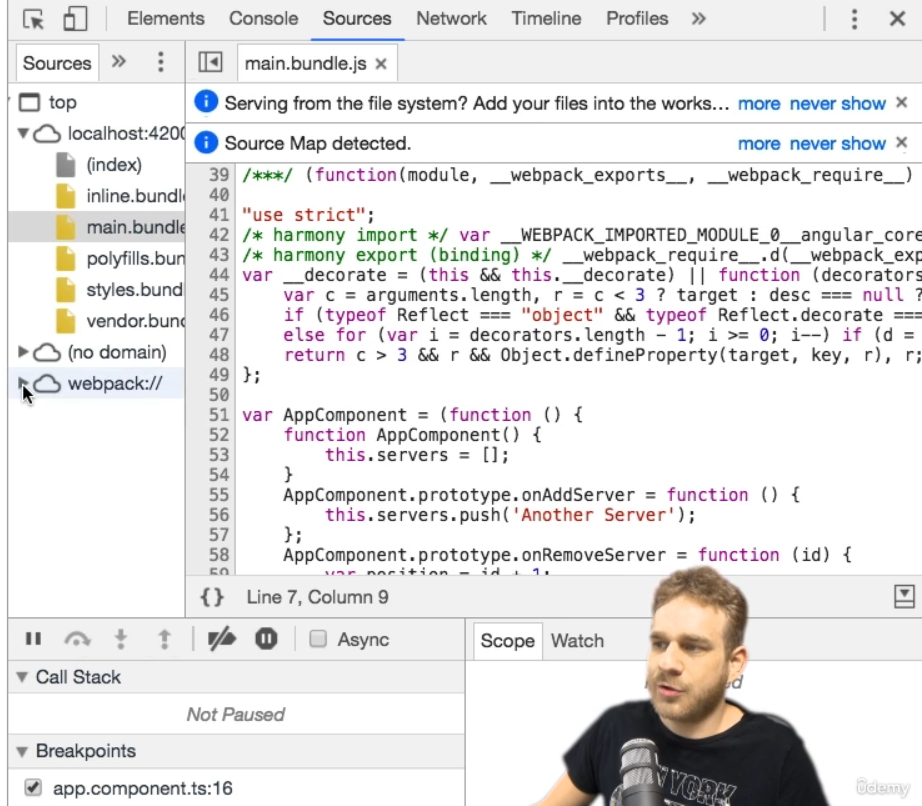 Elements Console Sources Network Timeline Profiles »
Sources » main.bundle.js ×
top
localhost:4200
(index)
inline.bundle
main.bundle
polyfills.bun
styles.bundl
vendor.bund
(no domain)
webpack://
Serving from the file system? Add your files into the works... more never show ×
Source Map detected. more never show ×
39 /***/ (function(module, __webpack_exports__, __webpack_require__)
40
41 "use strict";
42 /* harmony import */ var __WEBPACK_IMPORTED_MODULE_0__angular_core
43 /* harmony export (binding) */ __webpack_require__.d(__webpack_exp
44 var __decorate = (this && this.__decorate) || function (decorators
45 var c = arguments.length, r = c < 3 ? target : desc === null ?
46 if (typeof Reflect === "object" && typeof Reflect.decorate ===
47 else for (var i = decorators.length - 1; i >= 0; i--) if (d =
48 return c > 3 && r && Object.defineProperty(target, key, r), r;
49 };
50
51 var AppComponent = (function () {
52 function AppComponent() {
53 this.servers = [];
54 }
55 AppComponent.prototype.onAddServer = function () {
56 this.servers.push('Another Server');
57 };
58 AppComponent.prototype.onRemoveServer = function (id) {
59 var position = id + 1;
{} Line 7, Column 9
Async
Call Stack
Not Paused
Breakpoints
app.component.ts:16
Scope Watch
NEW YORK
ûdemy